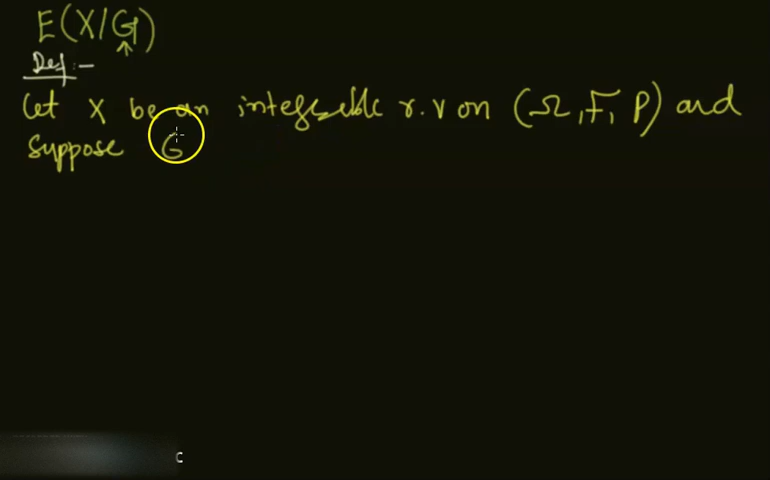 E(X/G)
↑
Def:-
Let X be an integrable r.v on (Ω, F, P) and
Suppose G
c